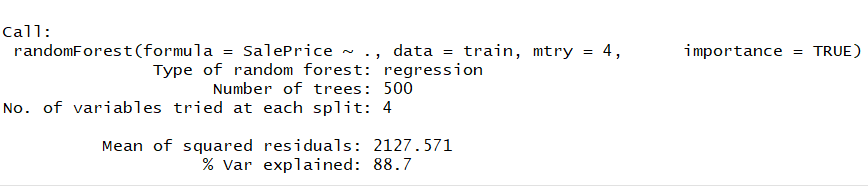 Call:
 randomForest(formula = SalePrice ~ ., data = train, mtry = 4,      importance = TRUE)
               Type of random forest: regression
                     Number of trees: 500
No. of variables tried at each split: 4

          Mean of squared residuals: 2127.571
                    % Var explained: 88.7